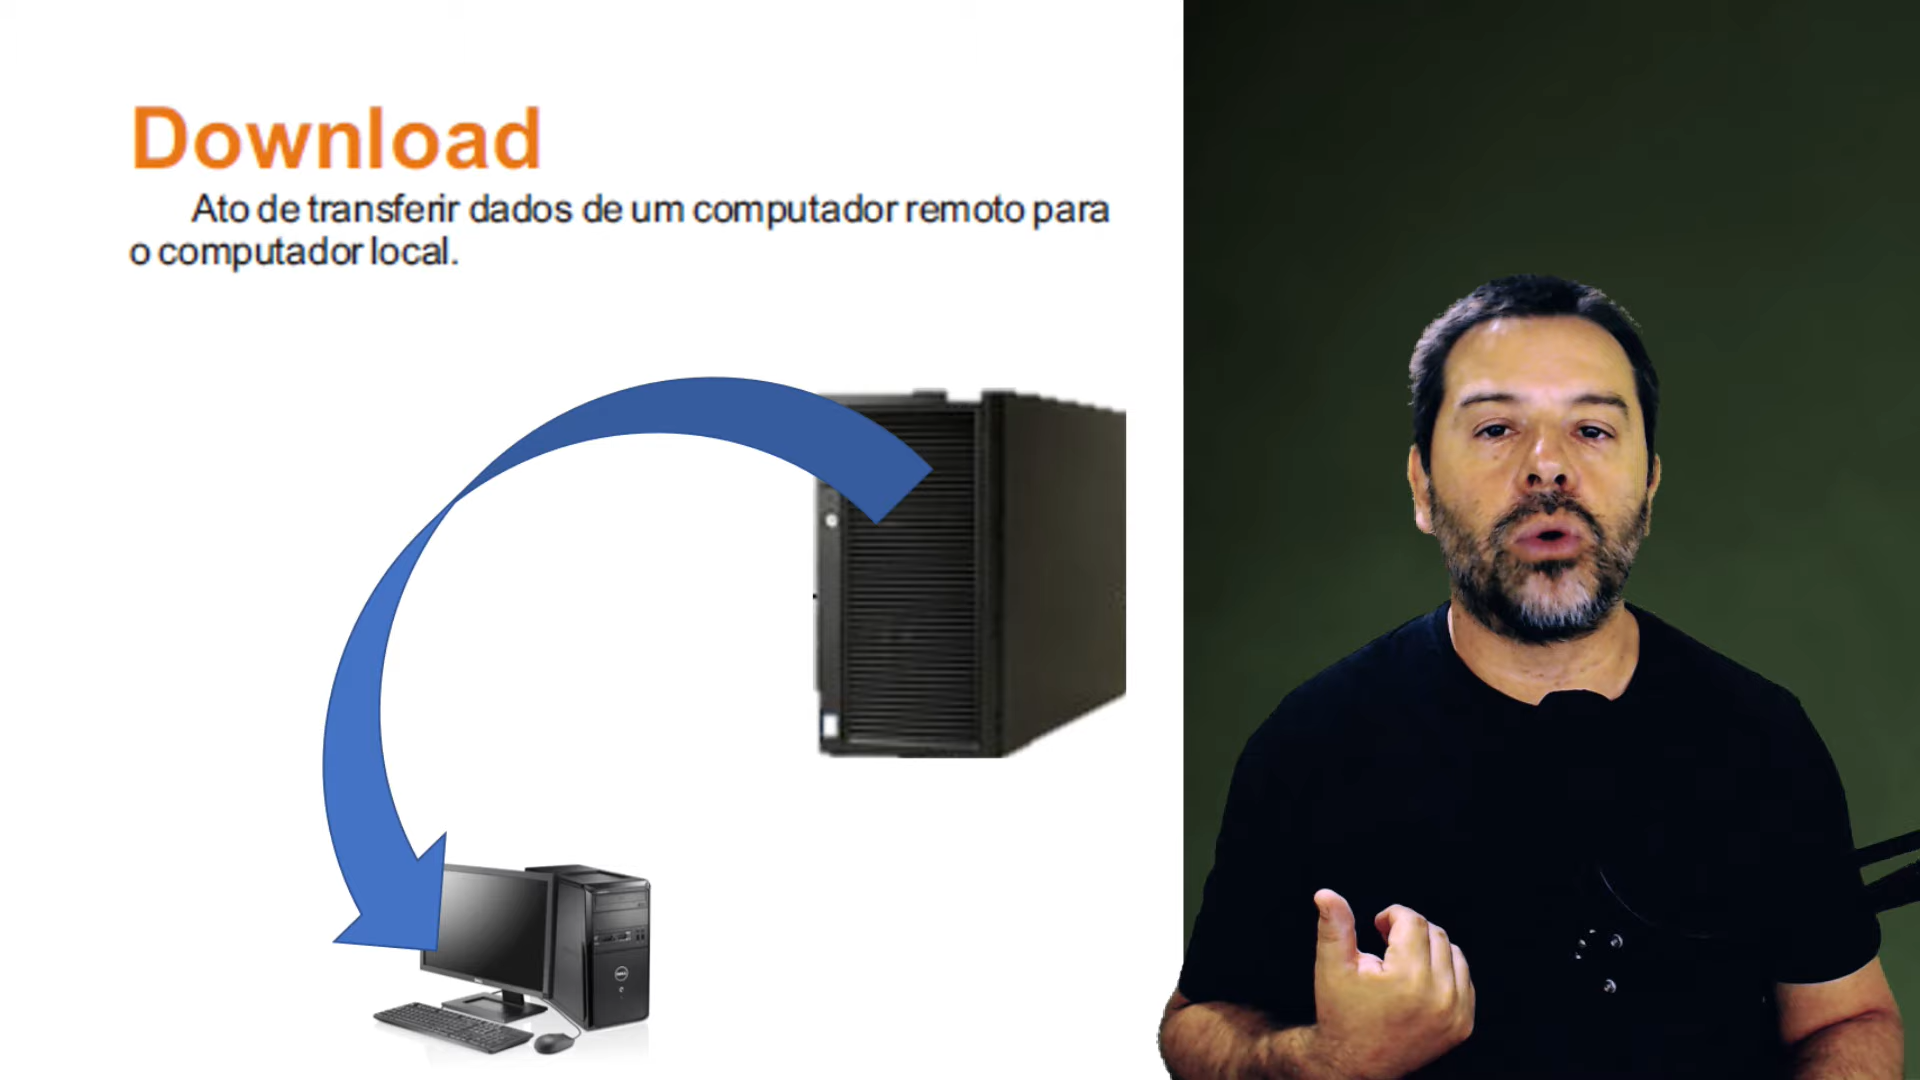 Download
Ato de transferir dados de um computador remoto para
o computador local.